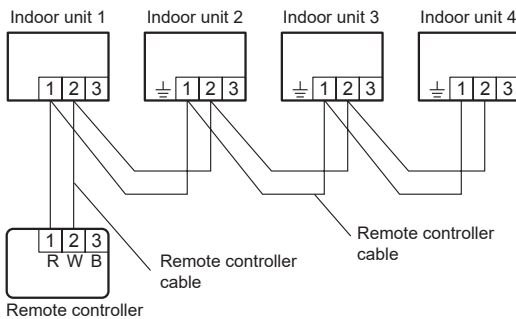 Indoor unit 1
Indoor unit 2
Indoor unit 3
Indoor unit 4
1 2 3
1 2 3
1 2 3
1 2 3
1 2 3
R W B
Remote controller
Remote controller
cable
Remote controller
cable